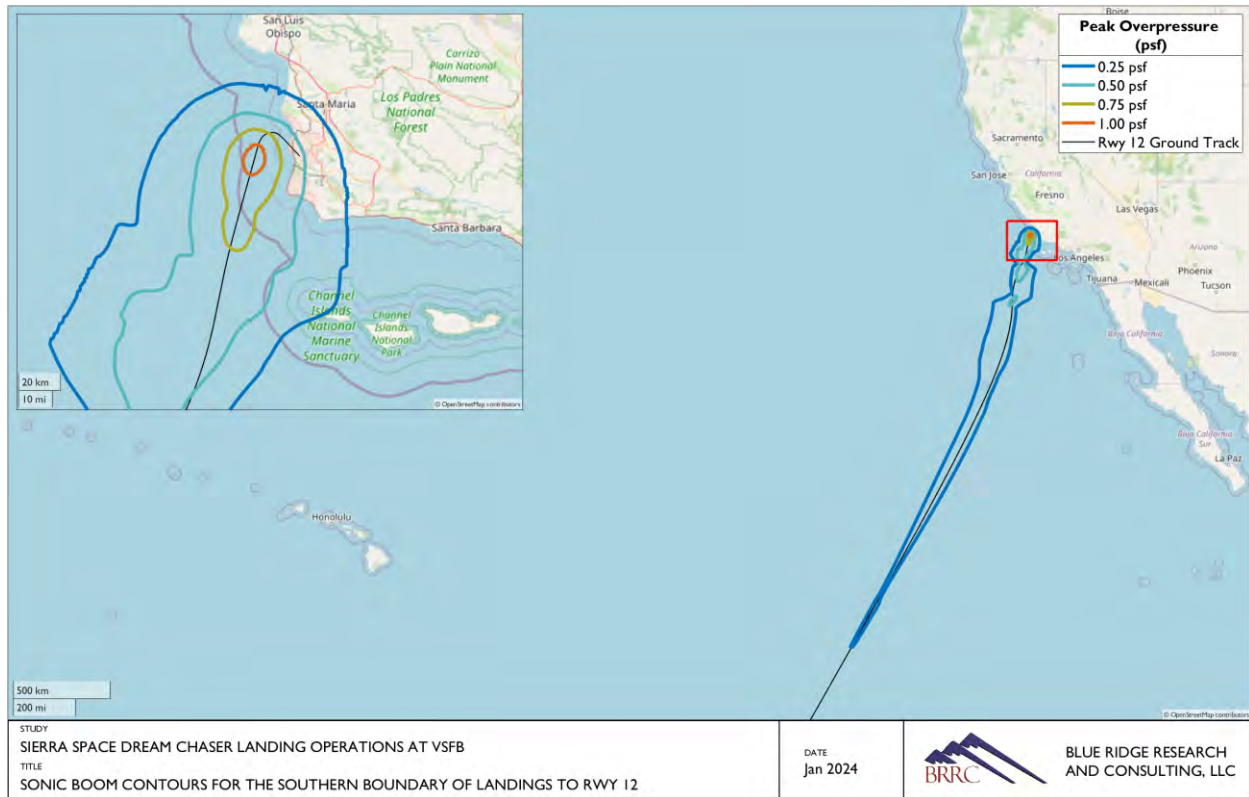 San Luis
Obispo
Carrizo
Plain National
Monument
Santa Maria
Los Padres
National
Forest
Santa Barbara
Channel
Islands
National
Marine
Sanctuary
Channel
Islands
National
Park
20 km
10 mi
© OpenStreetMap contributors
Boise
Peak Overpressure
(psf)
0.25 psf
0.50 psf
0.75 psf
1.00 psf
Rwy 12 Ground Track
Sacramento
San Jose
California
Fresno
Las Vegas
Los Angeles
Arizona
Phoenix
Tijuana
Mexicali
Tucson
Baja California
Sonora
Baja California
Sur
La Paz
Honolulu
500 km
200 mi
© OpenStreetMap contributors
STUDY
SIERRA SPACE DREAM CHASER LANDING OPERATIONS AT VSFB
TITLE
SONIC BOOM CONTOURS FOR THE SOUTHERN BOUNDARY OF LANDINGS TO RWY 12
DATE
Jan 2024
BRRC
BLUE RIDGE RESEARCH
AND CONSULTING, LLC